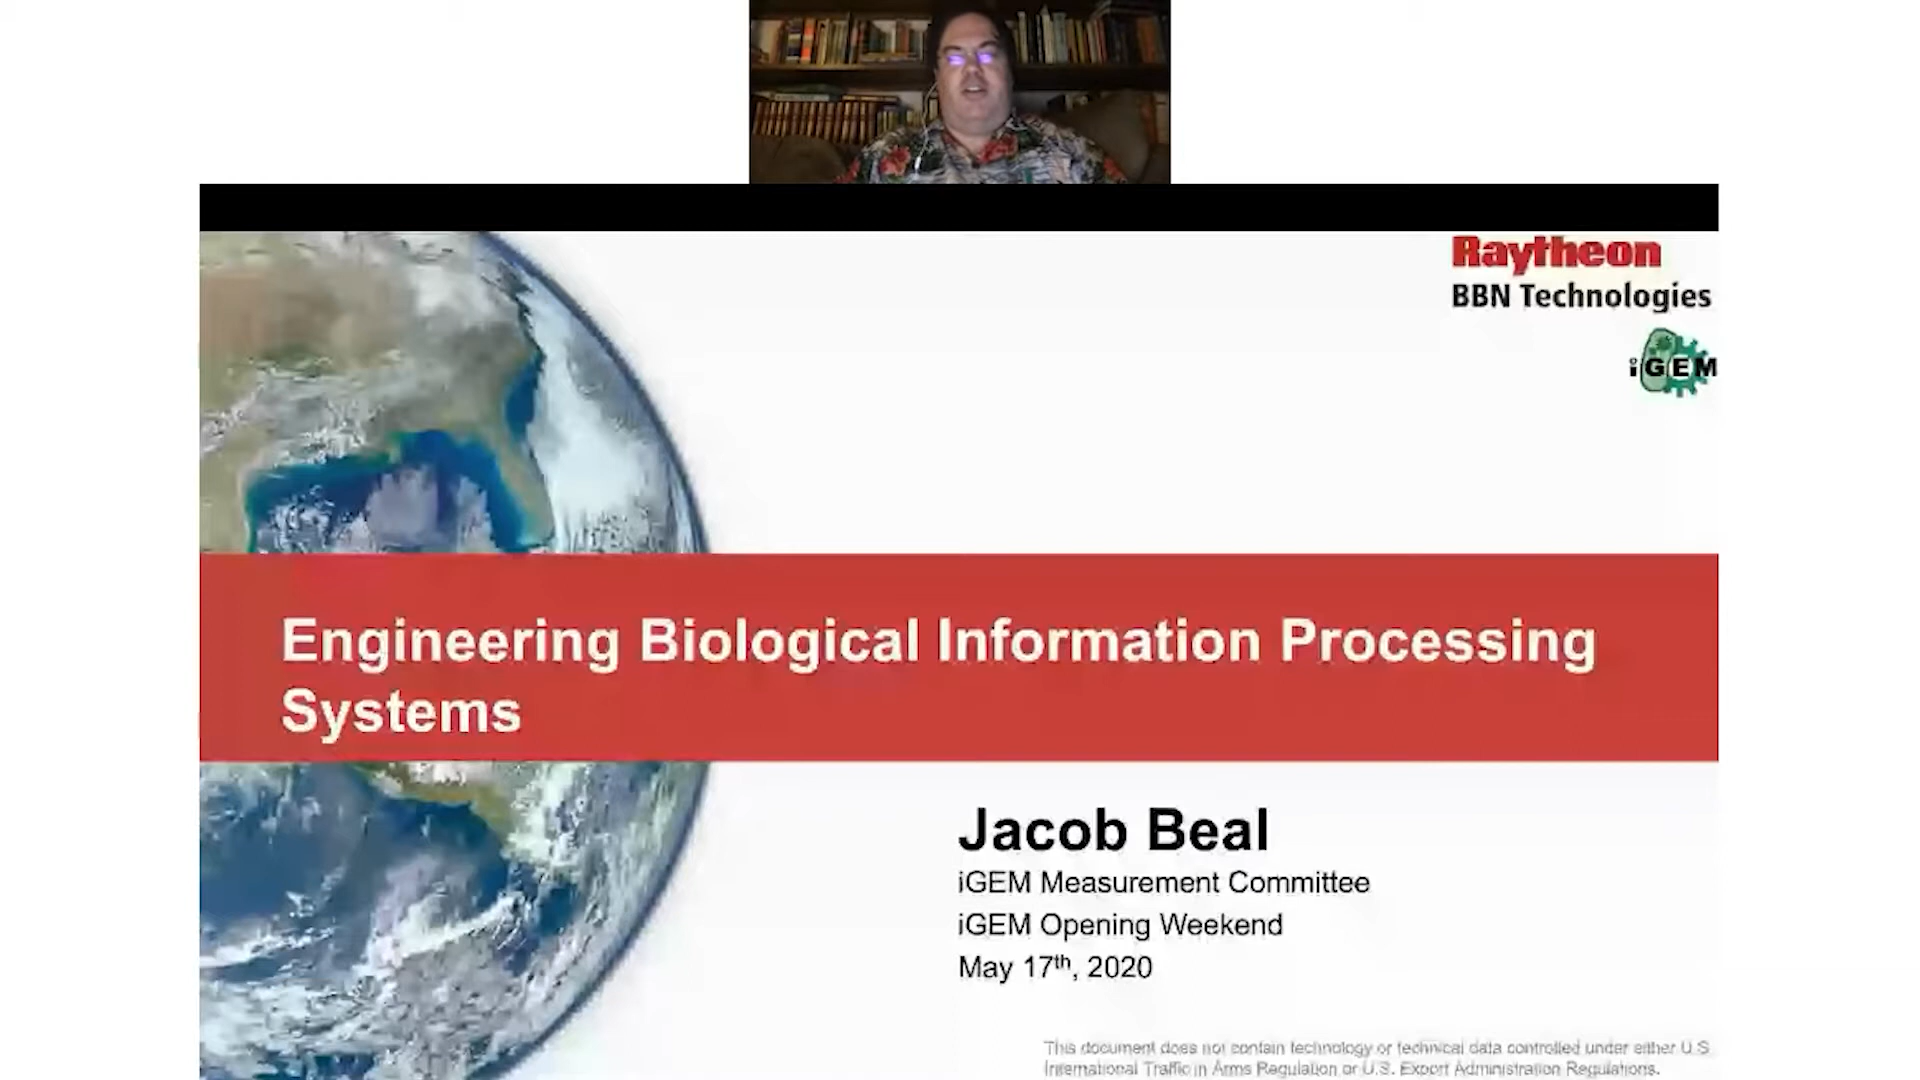 Raytheon
BBN Technologies
iGEM
Engineering Biological Information Processing
Systems
Jacob Beal
iGEM Measurement Committee
iGEM Opening Weekend
May 17th, 2020
This document does not contain technology or technical data controlled under either U.S.
International Traffic in Arms Regulation or U.S. Export Administration Regulations.